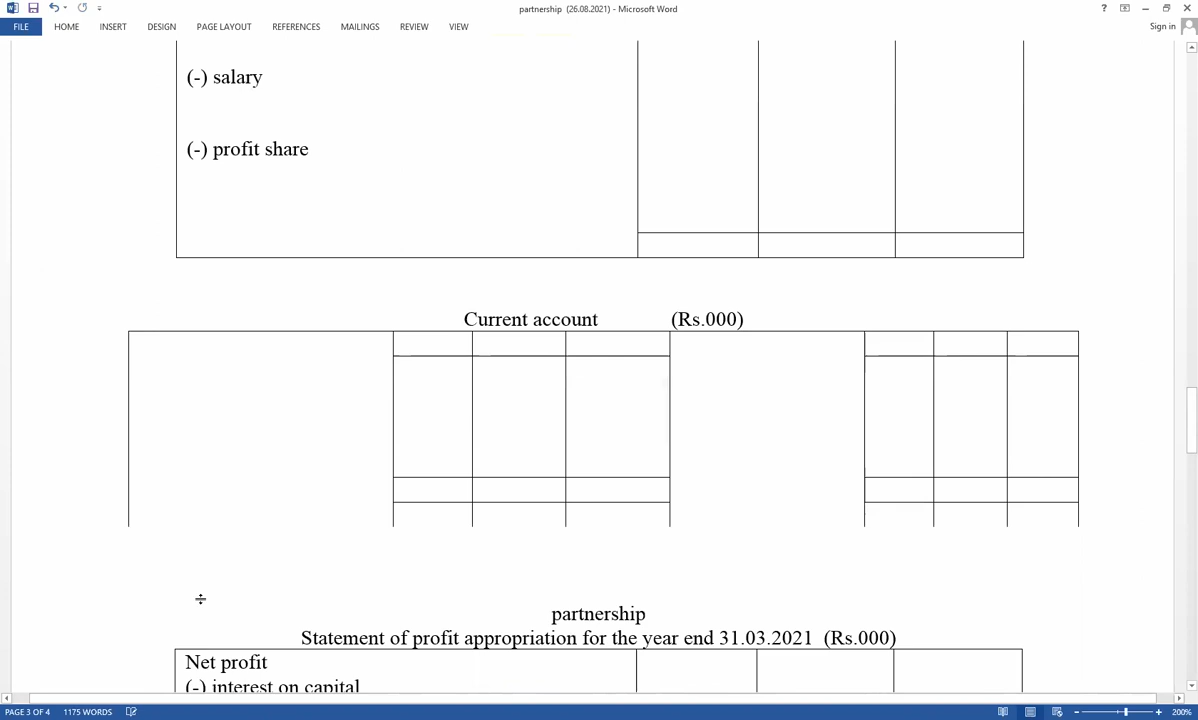 partnership (26.08.2021) - Microsoft Word
?
FILE HOME INSERT DESIGN PAGE LAYOUT REFERENCES MAILINGS REVIEW VIEW Sign in
(-) salary
(-) profit share
Current account (Rs.000)
partnership
Statement of profit appropriation for the year end 31.03.2021 (Rs.000)
Net profit
(-) interest on capital
PAGE 3 OF 4 1175 WORDS 200%